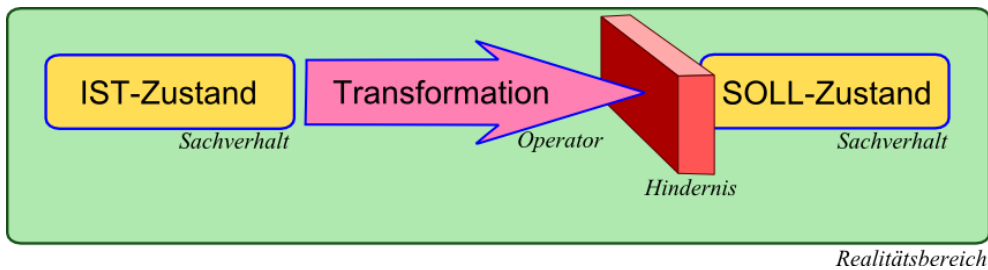 IST-Zustand
Transformation
SOLL-Zustand
Sachverhalt
Operator
Sachverhalt
Hindernis
Realitätsbereich